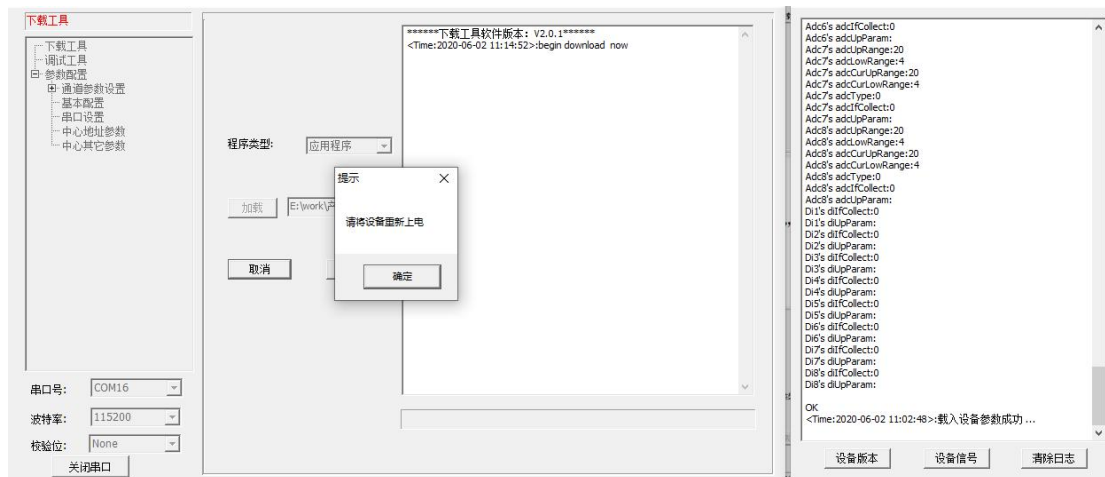 下载工具
下载工具
调试工具
参数配置
通道参数设置
基本配置
串口设置
中心地址参数
中心其它参数
串口号:
COM16
波特率:
115200
校验位:
None
关闭串口
程序类型:
应用程序
加载
E:\work\产
取消
******下载工具软件版本: V2.0.1******
<Time:2020-06-02 11:14:52>:begin download now
提示
请将设备重新上电
确定
Adc6's adcIfCollect:0
Adc6's adcUpParam:
Adc7's adcUpRange:20
Adc7's adcLowRange:4
Adc7's adcCurUpRange:20
Adc7's adcCurLowRange:4
Adc7's adcType:0
Adc7's adcIfCollect:0
Adc7's adcUpParam:
Adc8's adcUpRange:20
Adc8's adcLowRange:4
Adc8's adcCurUpRange:20
Adc8's adcCurLowRange:4
Adc8's adcType:0
Adc8's adcIfCollect:0
Adc8's adcUpParam:
Di1's diIfCollect:0
Di1's diUpParam:
Di2's diIfCollect:0
Di2's diUpParam:
Di3's diIfCollect:0
Di3's diUpParam:
Di4's diIfCollect:0
Di4's diUpParam:
Di5's diIfCollect:0
Di5's diUpParam:
Di6's diIfCollect:0
Di6's diUpParam:
Di7's diIfCollect:0
Di7's diUpParam:
Di8's diIfCollect:0
Di8's diUpParam:
OK
<Time:2020-06-02 11:02:48>:载入设备参数成功 ...
设备版本
设备信号
清除日志